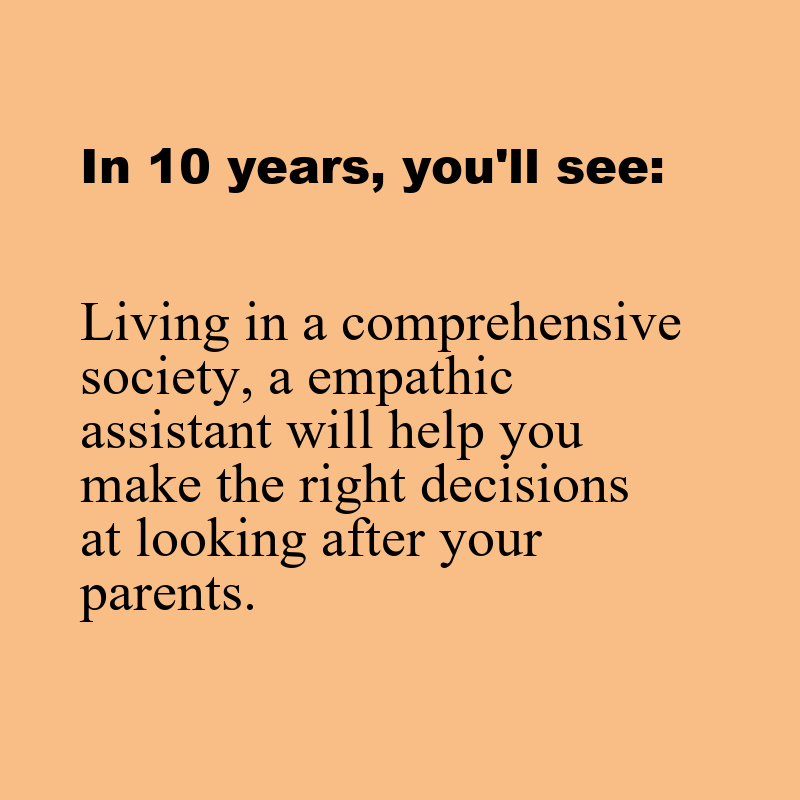 In 10 years, you'll see:
Living in a comprehensive
society, a empathic
assistant will help you
make the right decisions
at looking after your
parents.